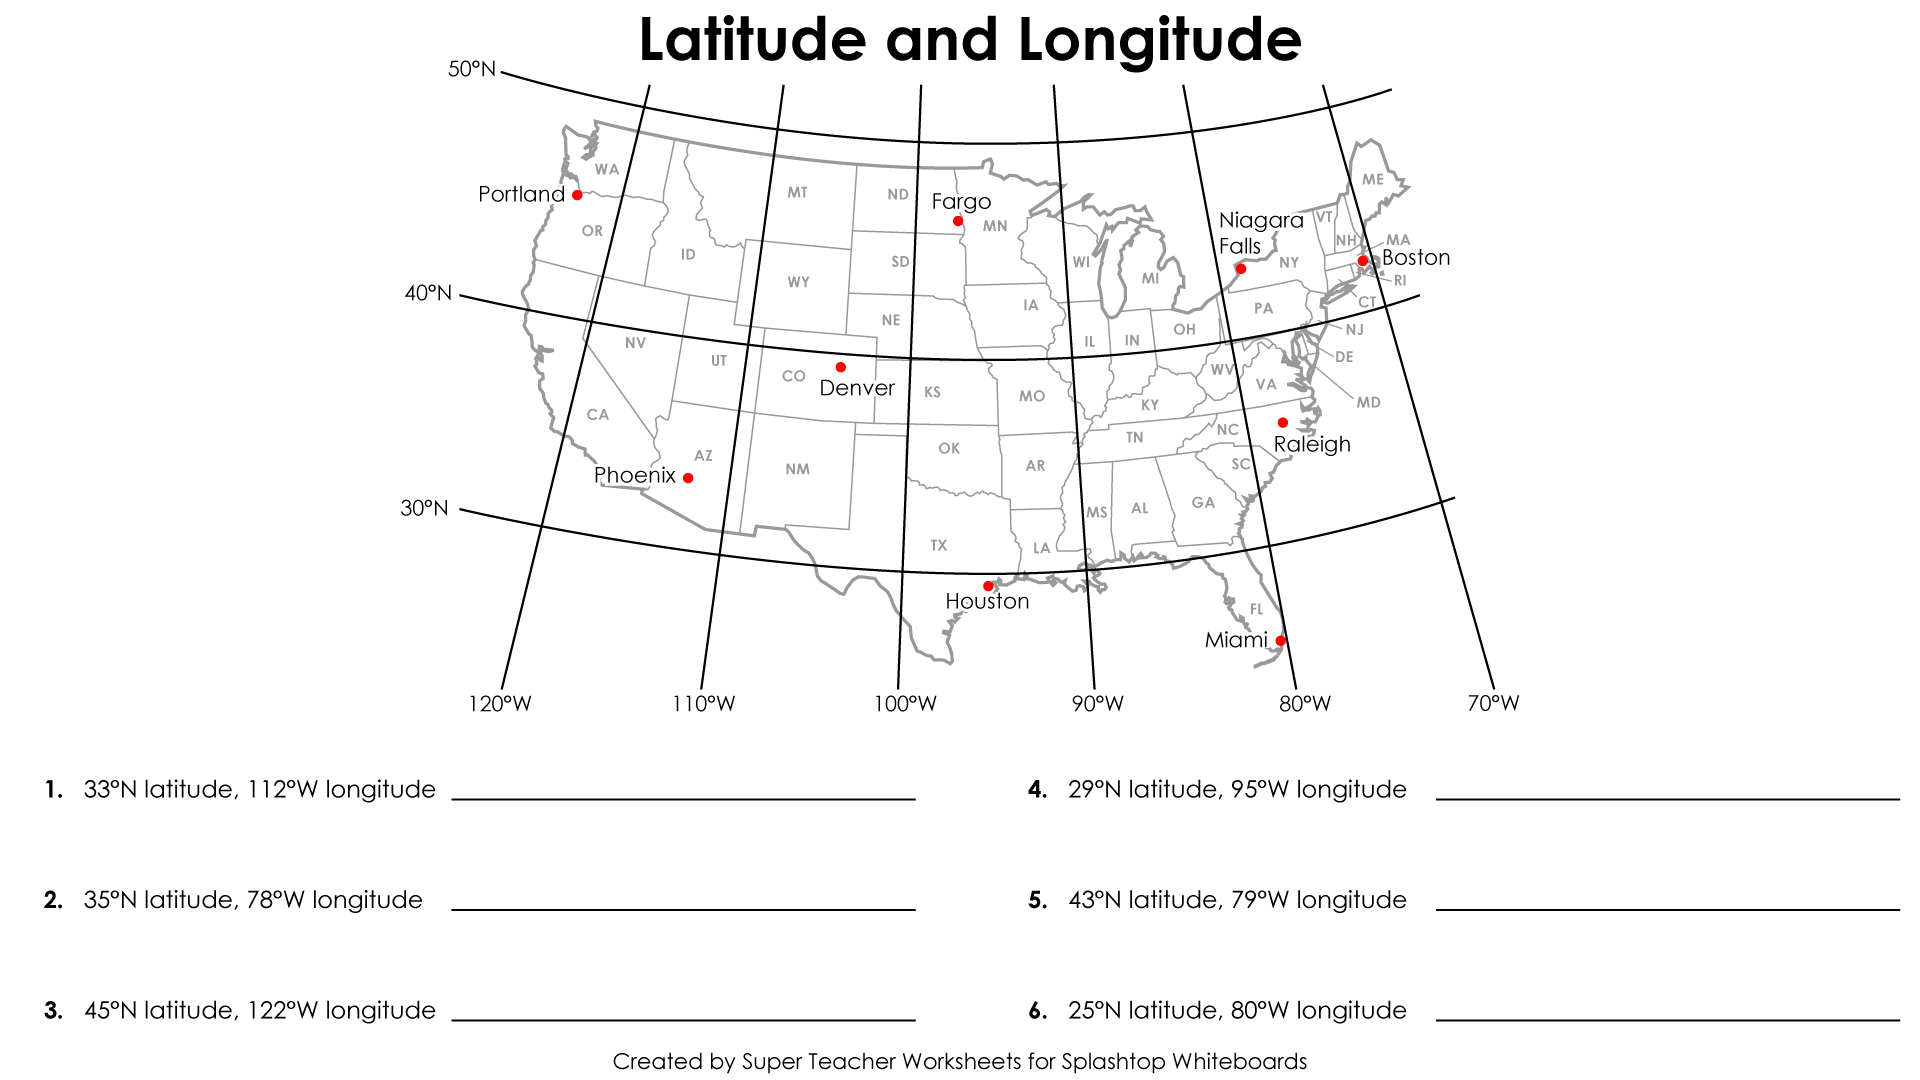 Latitude and Longitude
50°N
WA
ME
MT
ND
Portland
Fargo
Niagara
Falls
VT
OR
MN
NH
MA
ID
SD
WI
NY
Boston
WY
MI
RI
40°N
IA
PA
CT
NE
OH
NJ
NV
IL
IN
UT
DE
CO
WV
Denver
KS
MO
VA
KY
MD
CA
TN
NC
AZ
OK
Raleigh
Phoenix
NM
AR
SC
30°N
MS
AL
GA
TX
LA
Houston
FL
Miami
120°W
110°W
100°W
90°W
80°W
70°W
1. 33°N latitude, 112°W longitude
2. 35°N latitude, 78°W longitude
3. 45°N latitude, 122°W longitude
4. 29°N latitude, 95°W longitude
5. 43°N latitude, 79°W longitude
6. 25°N latitude, 80°W longitude
Created by Super Teacher Worksheets for Splashtop Whiteboards